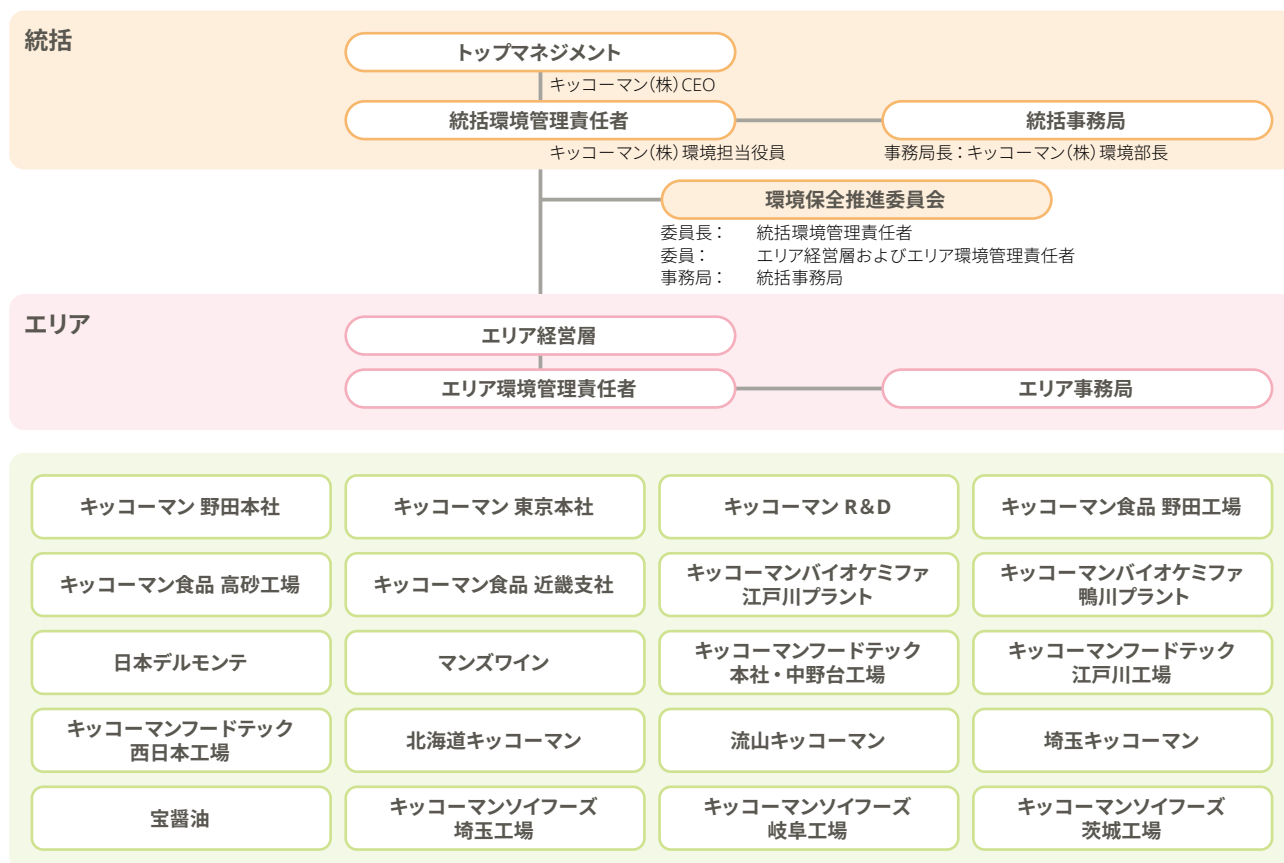 統括
トップマネジメント
キッコーマン(株)CEO
統括環境管理責任者
統括事務局
キッコーマン(株)環境担当役員
事務局長：キッコーマン(株)環境部長
環境保全推進委員会
委員長： 統括環境管理責任者
委員： エリア経営層およびエリア環境管理責任者
事務局： 統括事務局
エリア
エリア経営層
エリア環境管理責任者
エリア事務局
キッコーマン 野田本社
キッコーマン 東京本社
キッコーマン R&D
キッコーマン食品 野田工場
キッコーマン食品 高砂工場
キッコーマン食品 近畿支社
キッコーマンバイオケミファ
江戸川プラント
キッコーマンバイオケミファ
鴨川プラント
日本デルモンテ
マンズワイン
キッコーマンフードテック
本社・中野台工場
キッコーマンフードテック
江戸川工場
キッコーマンフードテック
西日本工場
北海道キッコーマン
流山キッコーマン
埼玉キッコーマン
宝醤油
キッコーマンソイフーズ
埼玉工場
キッコーマンソイフーズ
岐阜工場
キッコーマンソイフーズ
茨城工場